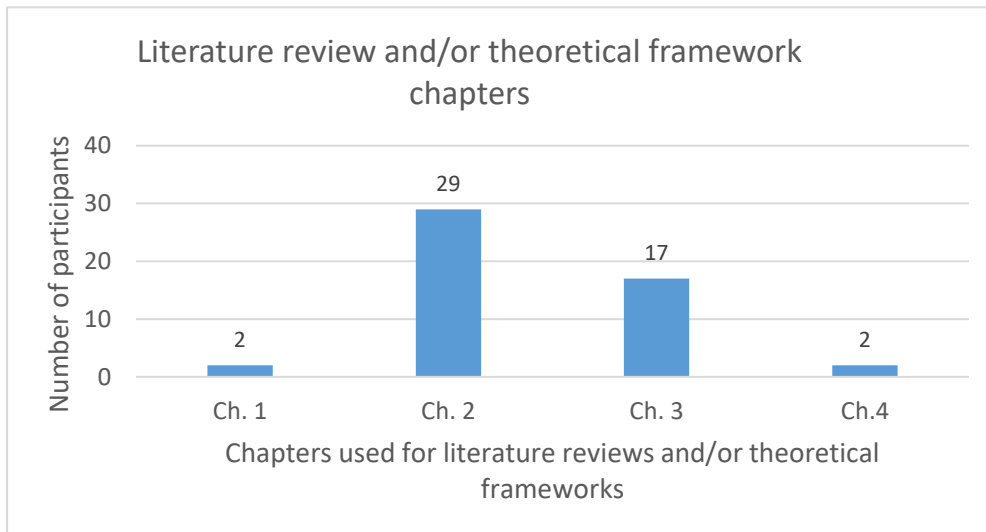 Literature review and/or theoretical framework
chapters
Number of participants
40
30
20
10
0
2
29
17
2
Ch. 1
Ch. 2
Ch. 3
Ch.4
Chapters used for literature reviews and/or theoretical
frameworks